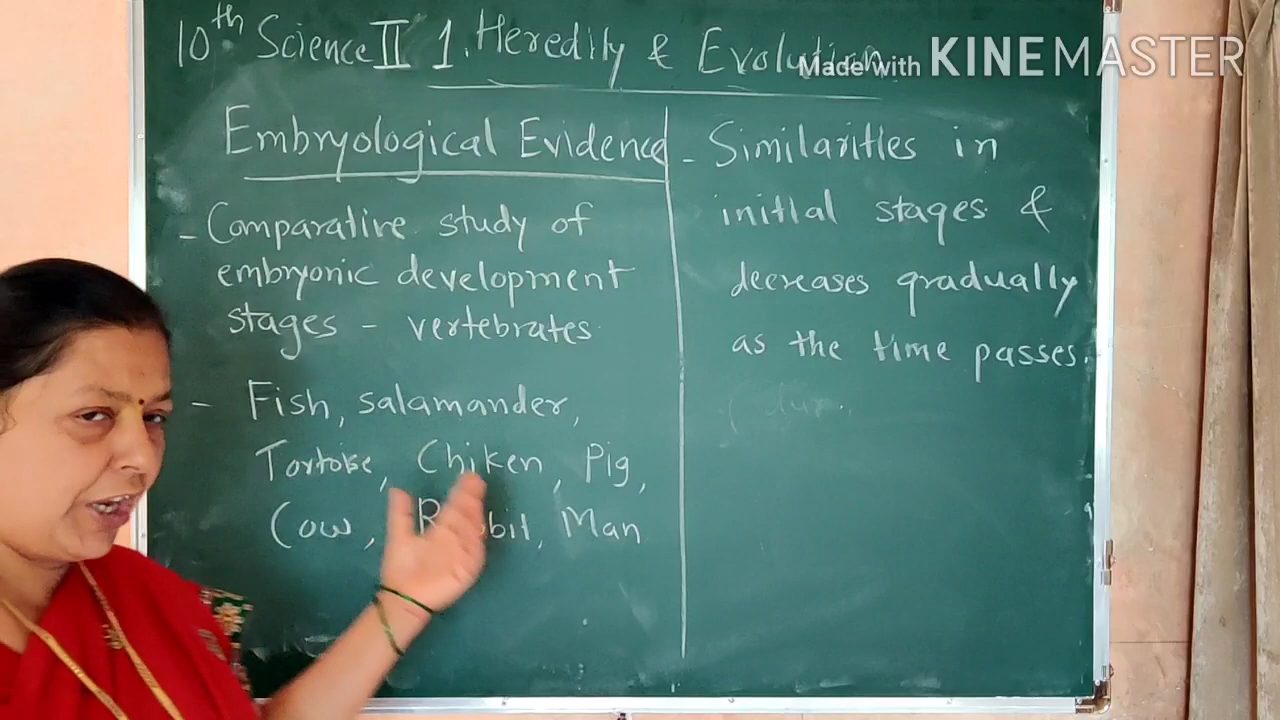 10th Science II 1. Heredity & Evolution
Made with KINEMASTER
Embryological Evidence
- Comparative study of
embryonic development
stages - vertebrates
- Fish, salamander,
Tortoise, Chiken, Pig,
Cow, Rabbit, Man
- Similarities in
initial stages &
decreases gradually
as the time passes.